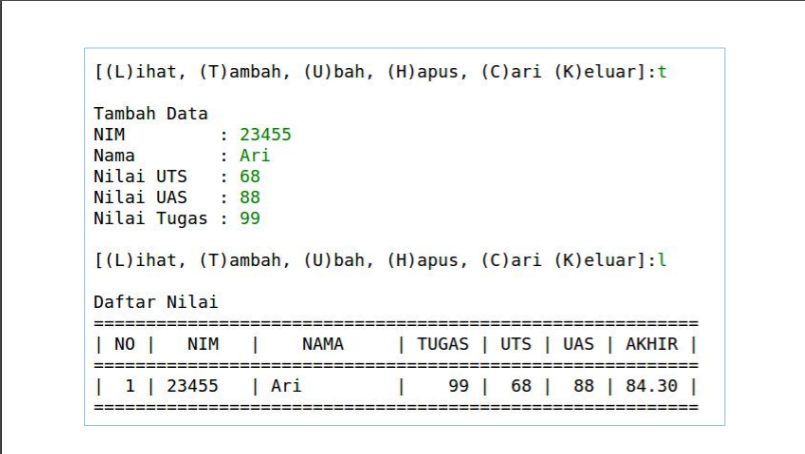 [(L)ihat, (T)ambah, (U)bah, (H)apus, (C)ari (K)eluar]:t
Tambah Data
NIM         : 23455
Nama        : Ari
Nilai UTS   : 68
Nilai UAS   : 88
Nilai Tugas : 99
[(L)ihat, (T)ambah, (U)bah, (H)apus, (C)ari (K)eluar]:l
Daftar Nilai
==========================================================
| NO |   NIM   |    NAMA     | TUGAS | UTS | UAS | AKHIR |
==========================================================
|  1 | 23455   | Ari         |    99 |  68 |  88 | 84.30 |
==========================================================